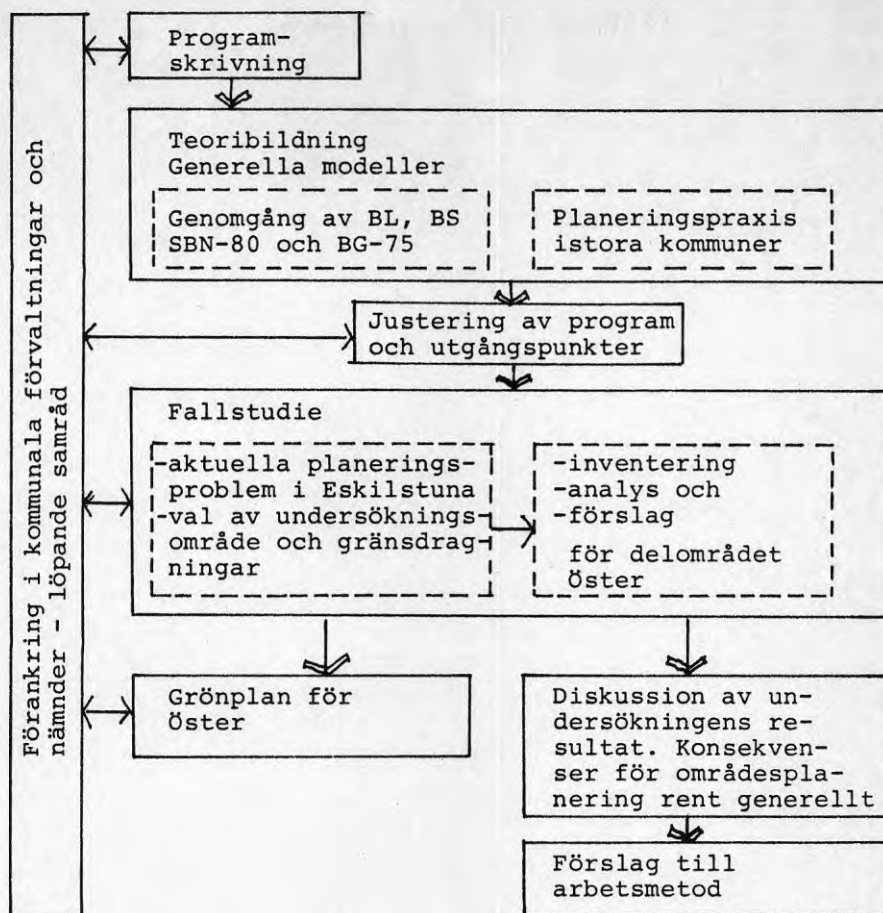 Program-
skrivning
Teoribildning
Generella modeller
Genomgång av BL, BS
SBN-80 och BG-75
Planeringspraxis
istora kommuner
Justering av program
och utgångspunkter
Fallstudie
-aktuella planerings-
problem i Eskilstuna
-val av undersöknings-
område och gränsdrag-
ningar
-inventering
-analys och
-förslag
för delområdet
Öster
Grönplan för
Öster
Diskussion av un-
dersökningens re-
sultat. Konsekven-
ser för områdespla-
nering rent generellt
Förslag till
arbetsmetod
Förankring i kommunala förvaltningar och
nämnder - löpande samråd